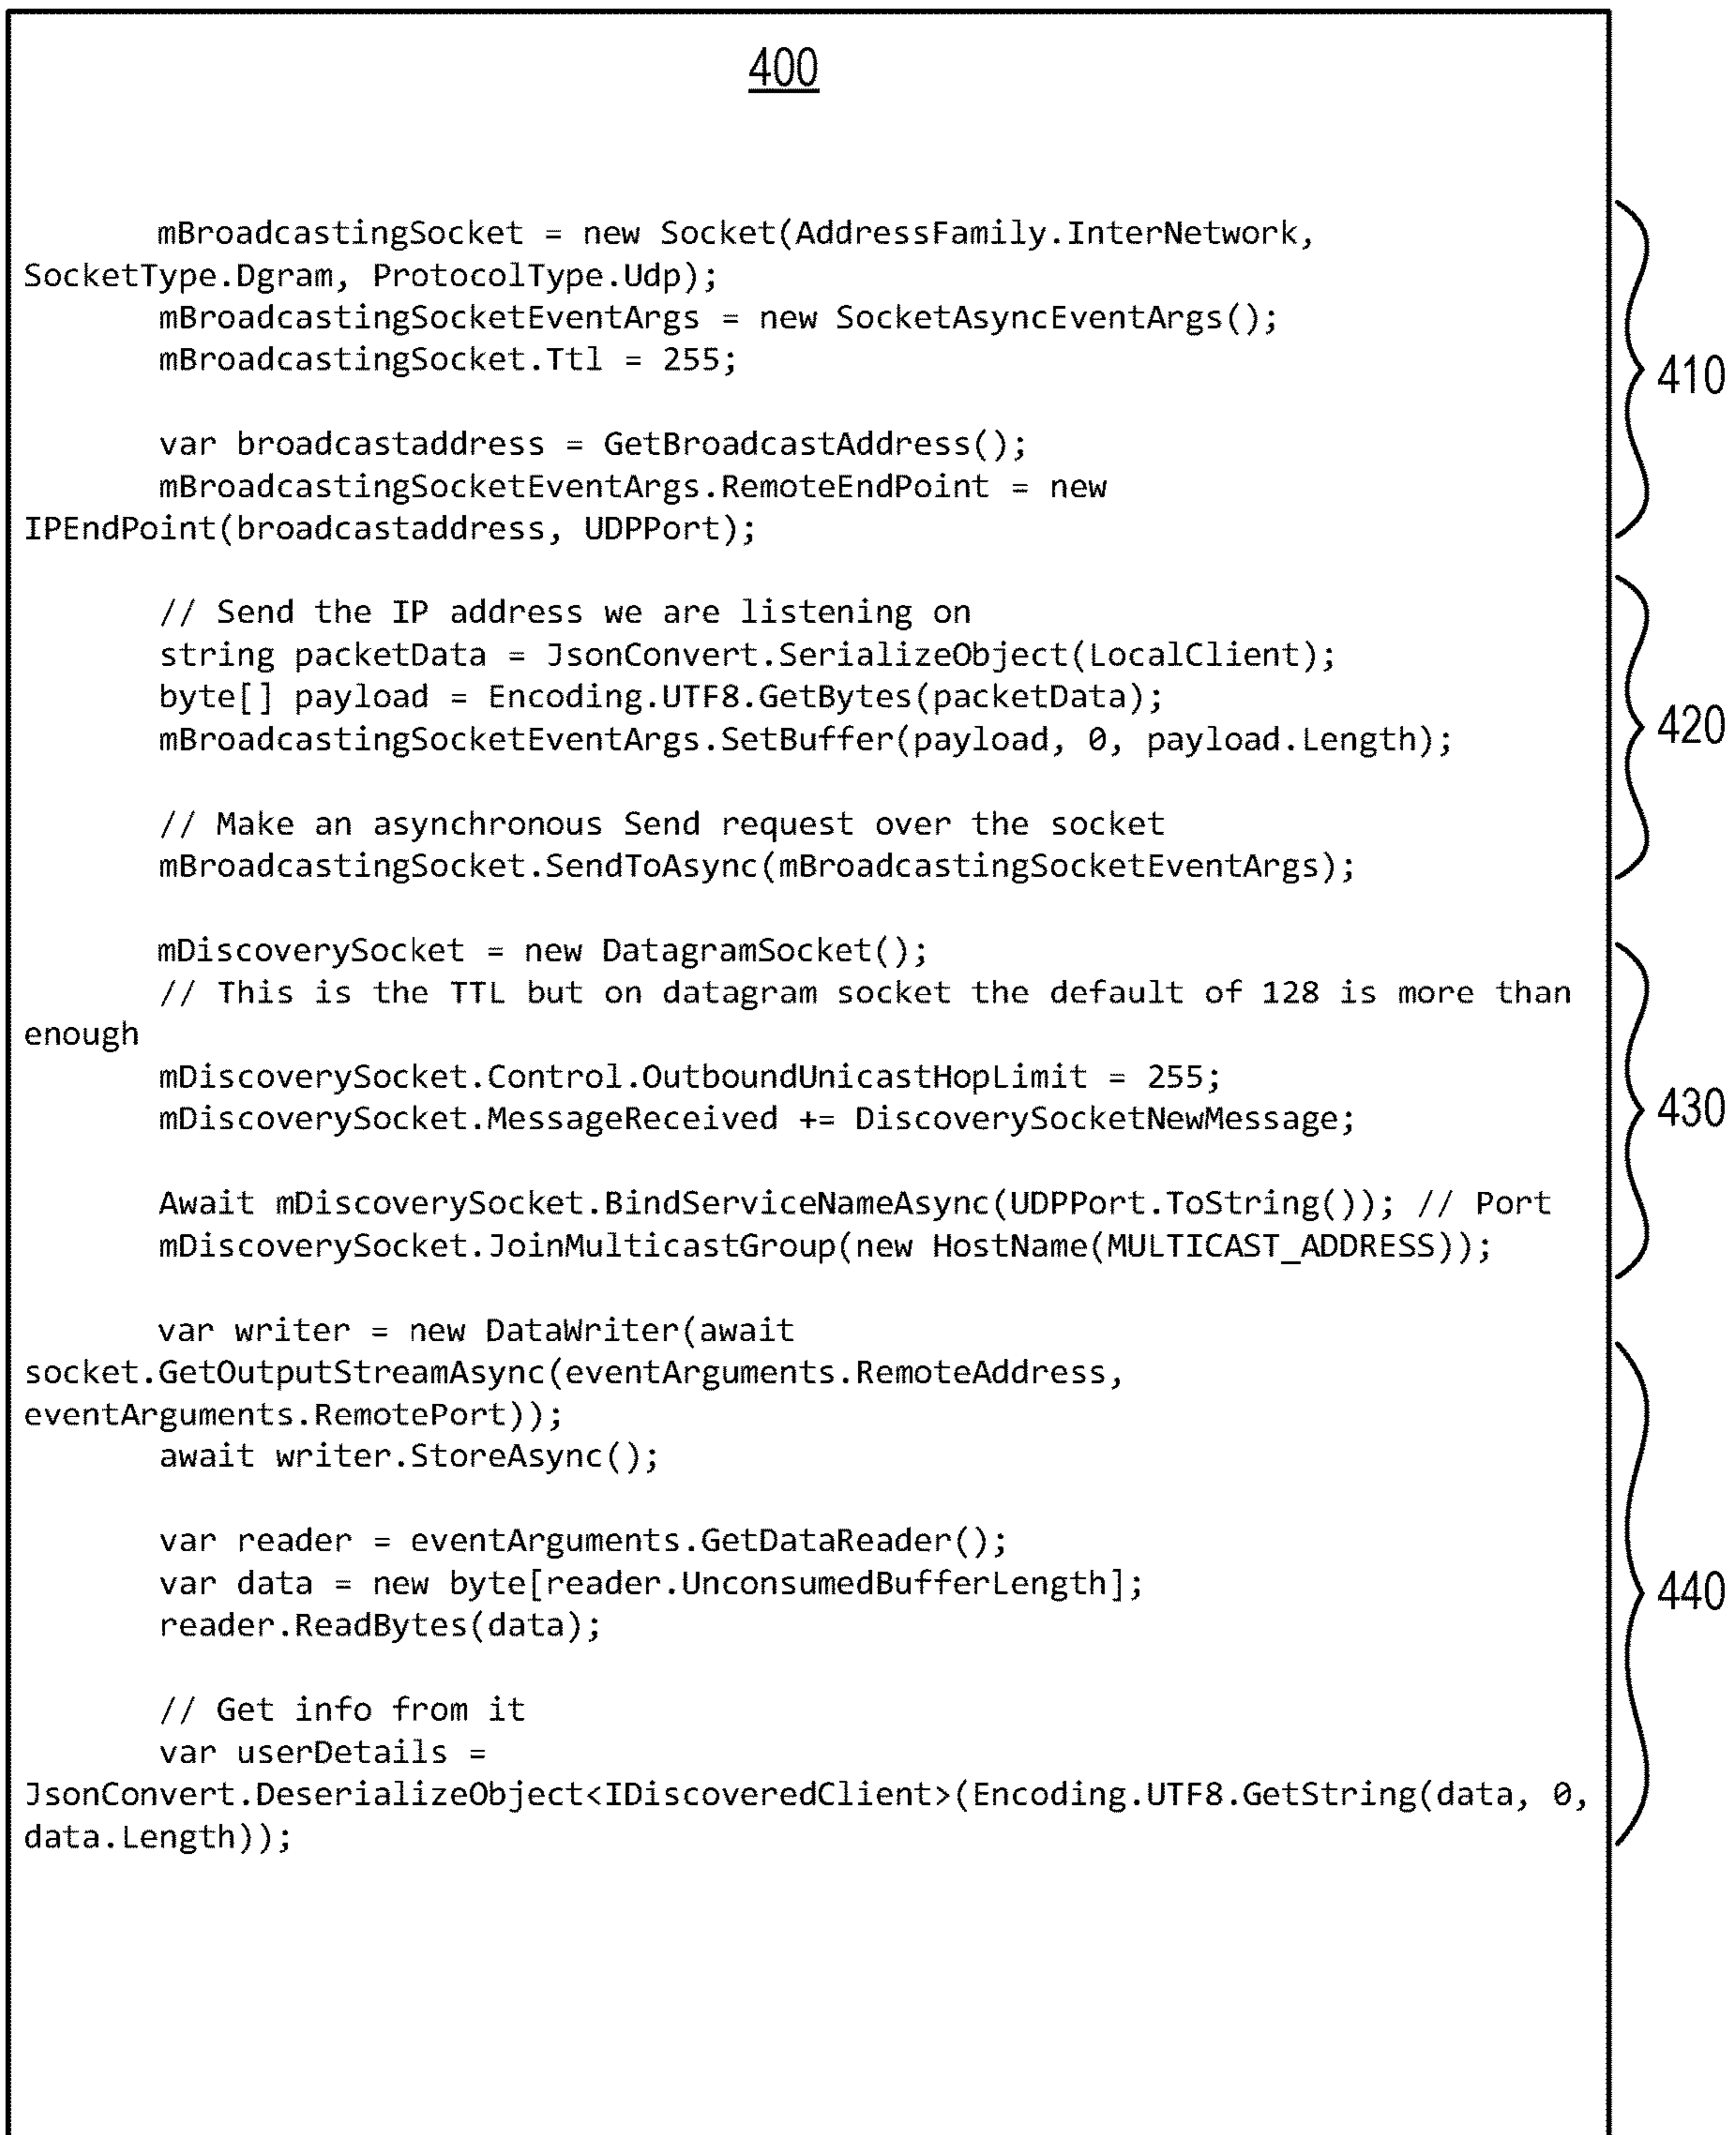 400
mBroadcastingSocket = new Socket(AddressFamily.InterNetwork,
SocketType.Dgram, ProtocolType.Udp);
mBroadcastingSocketEventArgs = new SocketAsyncEventArgs();
mBroadcastingSocket.Ttl = 255;
var broadcastaddress = GetBroadcastAddress();
mBroadcastingSocketEventArgs.RemoteEndPoint = new
IPEndPoint(broadcastaddress, UDPPort);
410
// Send the IP address we are listening on
string packetData = JsonConvert.SerializeObject(LocalClient);
byte[] payload = Encoding.UTF8.GetBytes(packetData);
mBroadcastingSocketEventArgs.SetBuffer(payload, 0, payload.Length);
// Make an asynchronous Send request over the socket
mBroadcastingSocket.SendToAsync(mBroadcastingSocketEventArgs);
420
mDiscoverySocket = new DatagramSocket();
// This is the TTL but on datagram socket the default of 128 is more than
enough
mDiscoverySocket.Control.OutboundUnicastHopLimit = 255;
mDiscoverySocket.MessageReceived += DiscoverySocketNewMessage;
Await mDiscoverySocket.BindServiceNameAsync(UDPPort.ToString()); // Port
mDiscoverySocket.JoinMulticastGroup(new HostName(MULTICAST_ADDRESS));
430
var writer = new DataWriter(await
socket.GetOutputStreamAsync(eventArguments.RemoteAddress,
eventArguments.RemotePort));
await writer.StoreAsync();
var reader = eventArguments.GetDataReader();
var data = new byte[reader.UnconsumedBufferLength];
reader.ReadBytes(data);
// Get info from it
var userDetails =
JsonConvert.DeserializeObject<IDiscoveredClient>(Encoding.UTF8.GetString(data, 0,
data.Length));
440